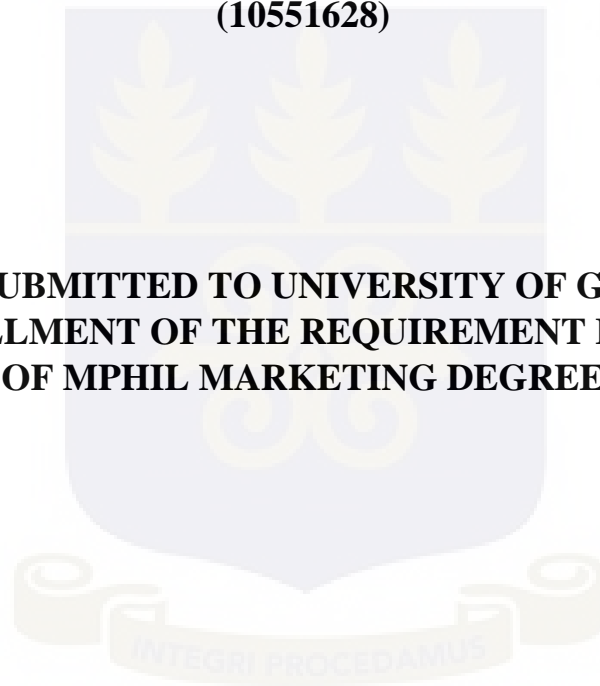 (10551628)
UBMITTED TO UNIVERSITY OF G
LLMENT OF THE REQUIREMENT
OF MPHIL MARKETING DEGREE
INTEGRI PROCEDAMUS